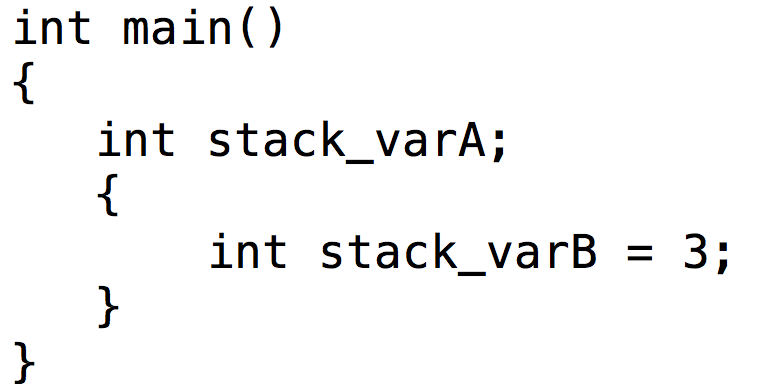 int main()
{
   int stack_varA;
   {
       int stack_varB = 3;
   }
}